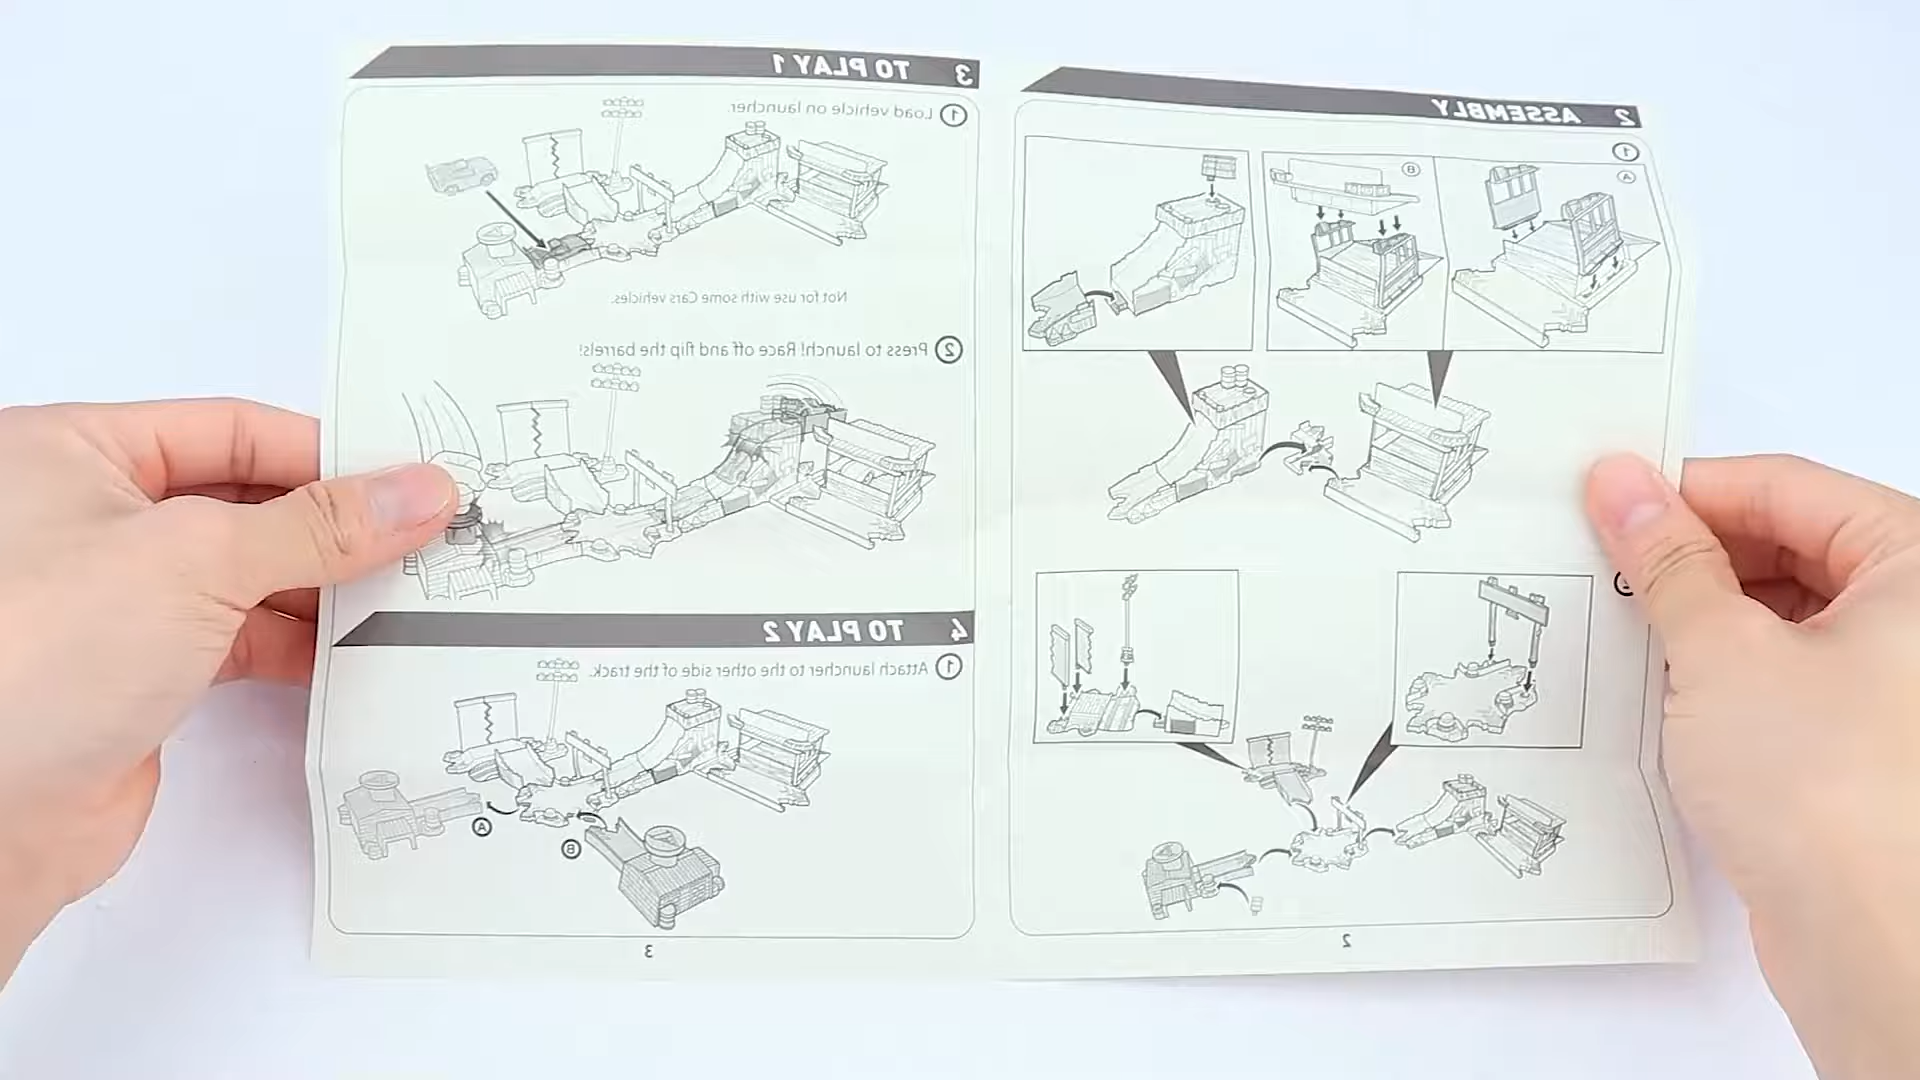 2 ASSEMBLY
1
A
B
2
3 TO PLAY 1
1 Load vehicle on launcher.
Not for use with some Cars vehicles.
2 Press to launch! Race off and flip the barrels!
4 TO PLAY 2
1 Attach launcher to the other side of the track.
A
B
3